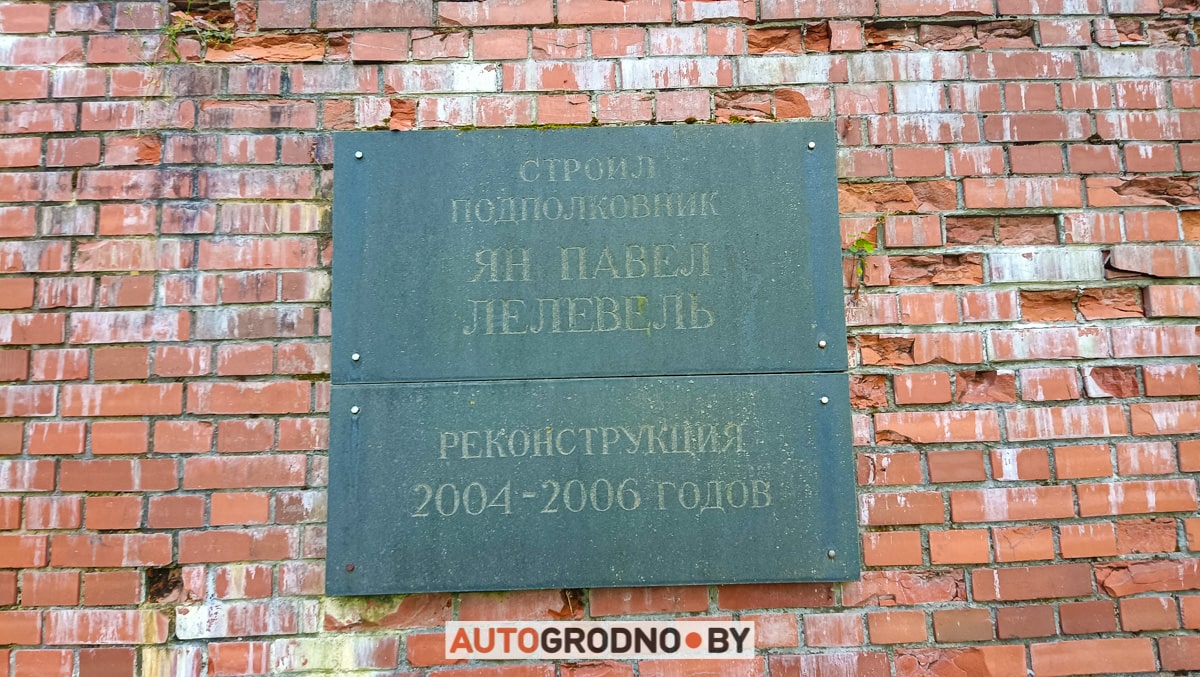 СТРОИЛ
ПОДПОЛКОВНИК
ЯН ПАВЕЛ
ЛЕЛЕВЕЛЬ
РЕКОНСТРУКЦИЯ
2004-2006 ГОДОВ
AUTOGRODNO●BY